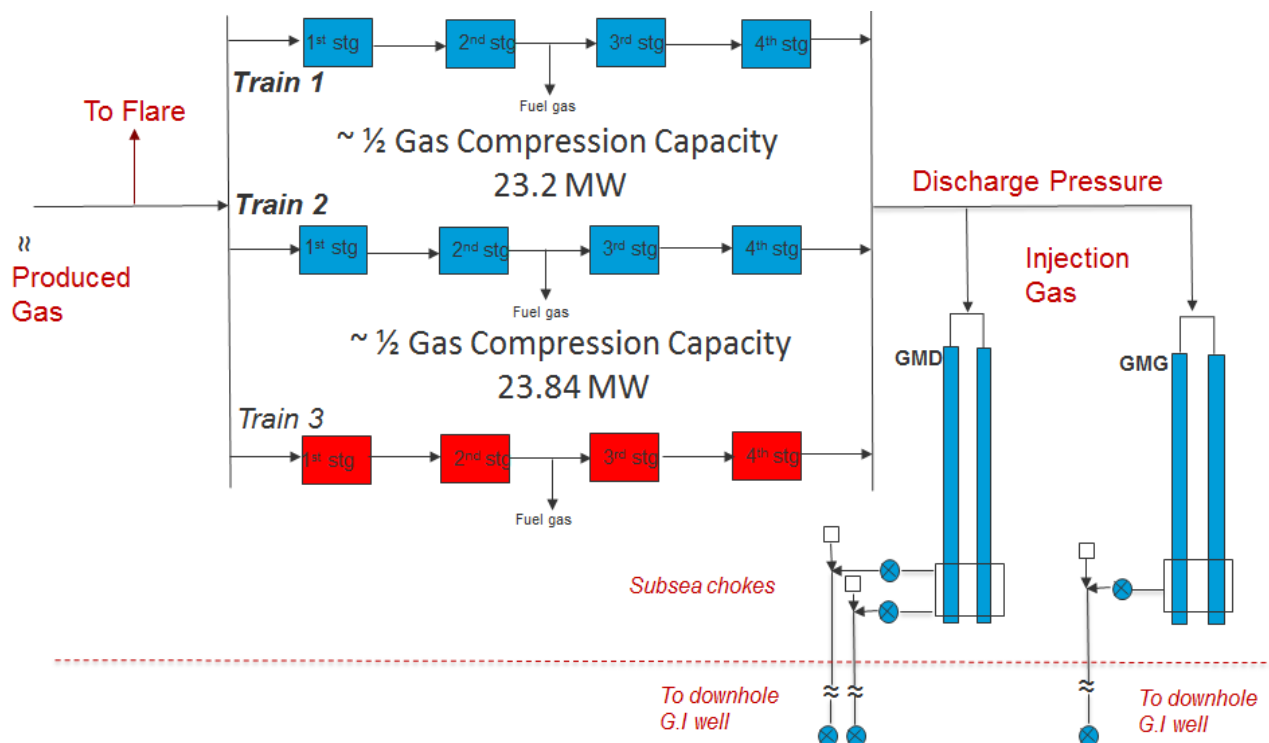 1st stg
2nd stg
3rd stg
4th stg
Train 1
Fuel gas
To Flare
~ ½ Gas Compression Capacity
23.2 MW
Discharge Pressure
Train 2
≈
Produced
Gas
1st stg
2nd stg
3rd stg
4th stg
Injection
Gas
Fuel gas
~ ½ Gas Compression Capacity
23.84 MW
GMD
GMG
Train 3
1st stg
2nd stg
3rd stg
4th stg
Fuel gas
Subsea chokes
≈ ≈ ≈
To downhole
G.I well
To downhole
G.I well